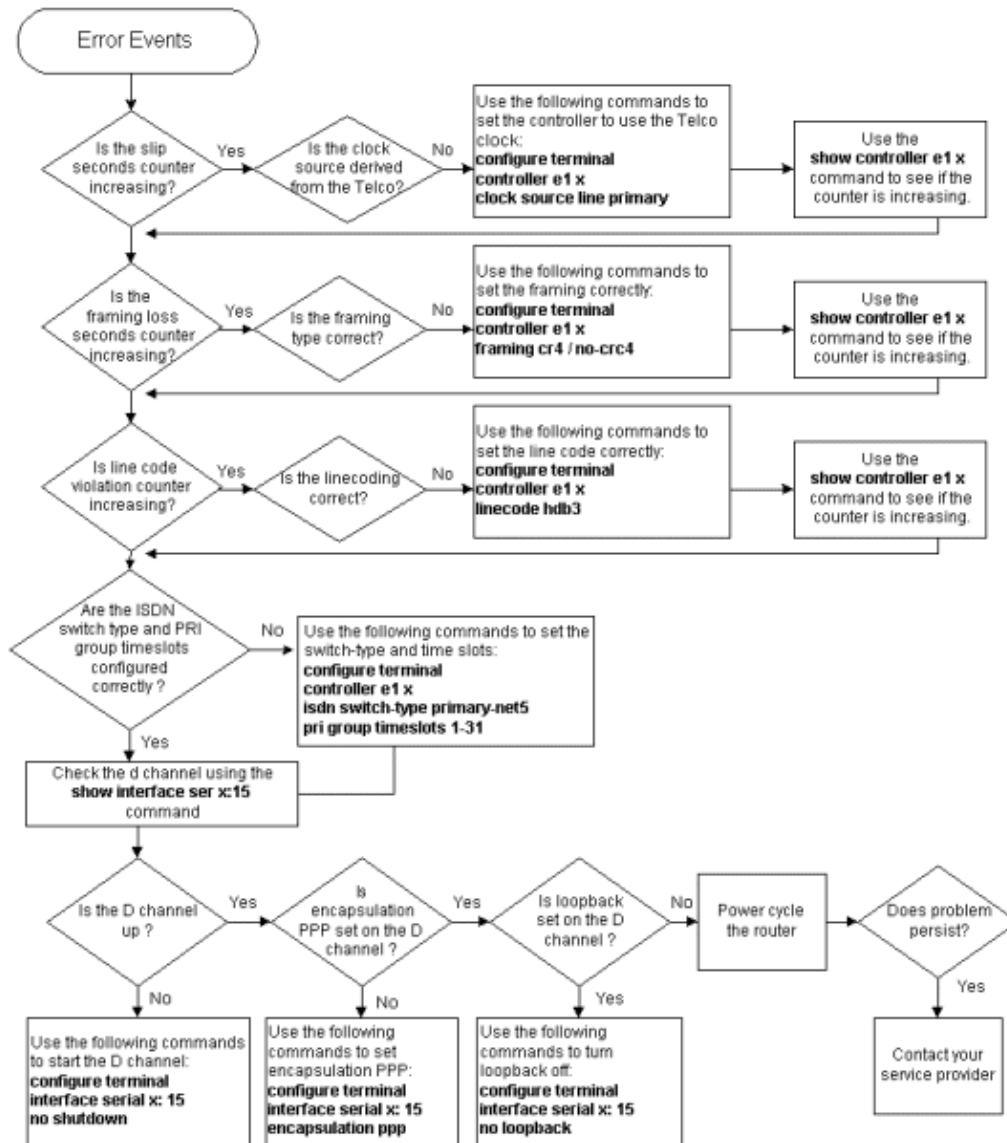 Error Events
Is the slip
seconds counter
increasing?
Yes
Is the clock
source derived
from the Telco?
No
Use the following commands to
set the controller to use the Telco
clock:
configure terminal
controller e1 x
clock source line primary
Use the
show controller e1 x
command to see if the
counter is increasing.
Is the
framing loss
seconds counter
increasing?
Yes
Is the framing
type correct?
No
Use the following commands to
set the framing correctly:
configure terminal
controller e1 x
framing cr4 / no-crc4
Use the
show controller e1 x
command to see if the
counter is increasing.
Is line code
violation counter
increasing?
Yes
Is the linecoding
correct?
No
Use the following commands to
set the line code correctly:
configure terminal
controller e1 x
linecode hdb3
Use the
show controller e1 x
command to see if the
counter is increasing.
Are the ISDN
switch type and PRI
group timeslots
configured
correctly ?
No
Use the following commands to set the
switch-type and time slots:
configure terminal
controller e1 x
isdn switch-type primary-net5
pri group timeslots 1-31
Yes
Check the d channel using the
show interface ser x:15
command
Is the D channel
up ?
Yes
Is
encapsulation
PPP set on the D
channel ?
Yes
Is loopback
set on the D
channel ?
No
Power cycle
the router
Does problem
persist?
No
No
Yes
Yes
Use the following commands
to start the D channel:
configure terminal
interface serial x: 15
no shutdown
Use the following
commands to set
encapsulation PPP:
configure terminal
interface serial x: 15
encapsulation ppp
Use the following
commands to turn
loopback off:
configure terminal
interface serial x: 15
no loopback
Contact your
service provider